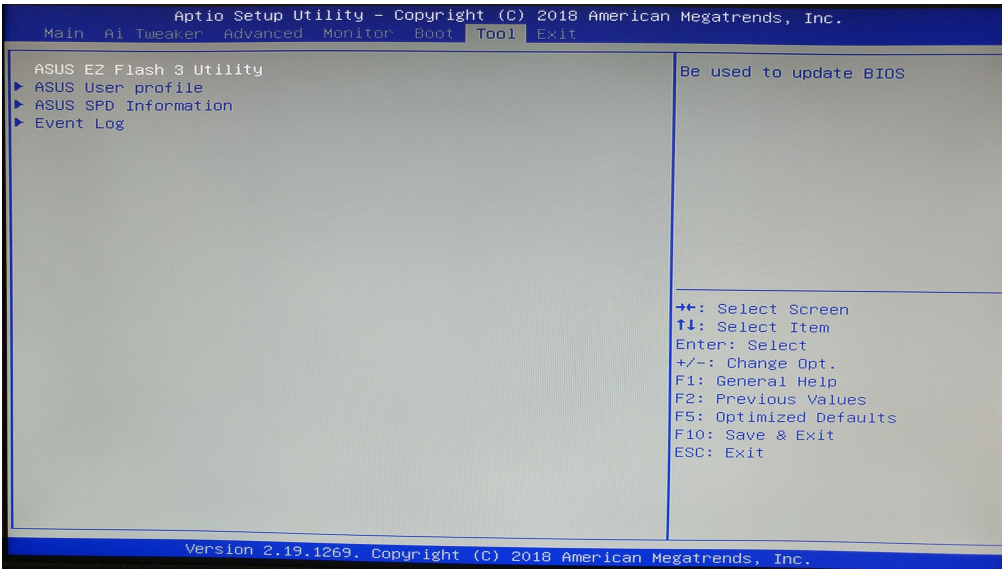 Aptio Setup Utility – Copyright (C) 2018 American Megatrends, Inc.
Main Ai Tweaker Advanced Monitor Boot Tool Exit
ASUS EZ Flash 3 Utility
► ASUS User profile
► ASUS SPD Information
► Event Log
Be used to update BIOS
→←: Select Screen
↑↓: Select Item
Enter: Select
+/-: Change Opt.
F1: General Help
F2: Previous Values
F5: Optimized Defaults
F10: Save & Exit
ESC: Exit
Version 2.19.1269. Copyright (C) 2018 American Megatrends, Inc.